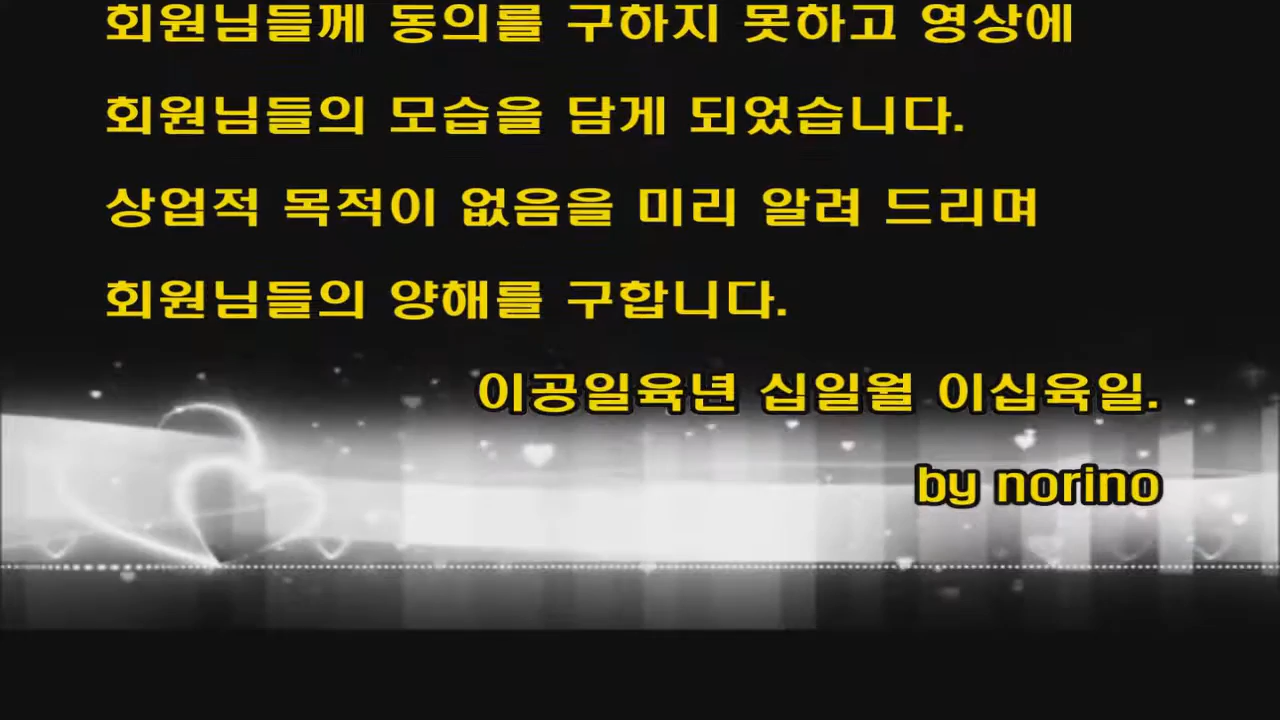 회원님들께 동의를 구하지 못하고 영상에
회원님들의 모습을 담게 되었습니다.
상업적 목적이 없음을 미리 알려 드리며
회원님들의 양해를 구합니다.
이공일육년 십일월 이십육일.
by norino